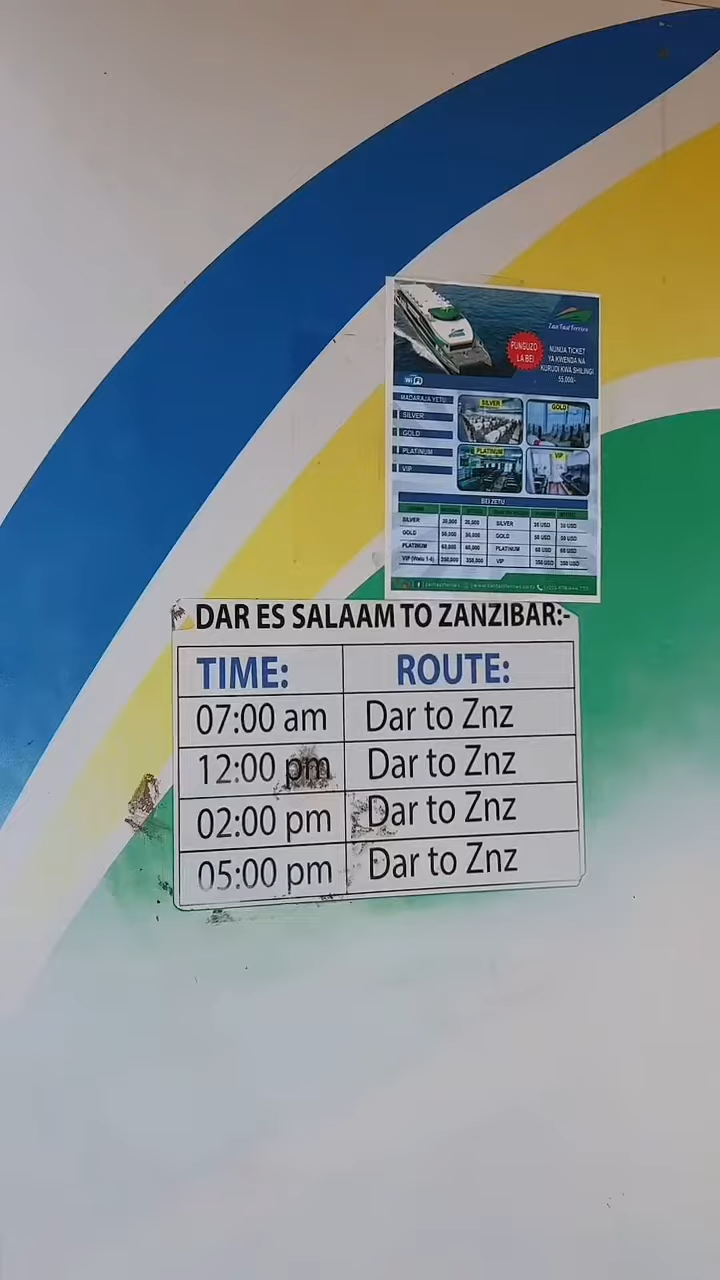 Zan Fast Ferries
PUNGUZO
LA BEI
NUNUA TICKET
YA KWENDA NA
KURUDI KWA SHILINGI
55,000/-
WiFi
MADARAJA YETU
SILVER
GOLD
PLATINUM
VIP
SILVER
GOLD
PLATINUM
VIP
BEI ZETU
SILVER 30,000 30,000 SILVER 35 USD 35 USD
GOLD 50,000 50,000 GOLD 50 USD 50 USD
PLATINUM 60,000 60,000 PLATINUM 60 USD 60 USD
VIP (Watu 1-6) 350,000 350,000 VIP 350 USD 350 USD
DAR ES SALAAM TO ZANZIBAR:-
TIME: ROUTE:
07:00 am Dar to Znz
12:00 pm Dar to Znz
02:00 pm Dar to Znz
05:00 pm Dar to Znz